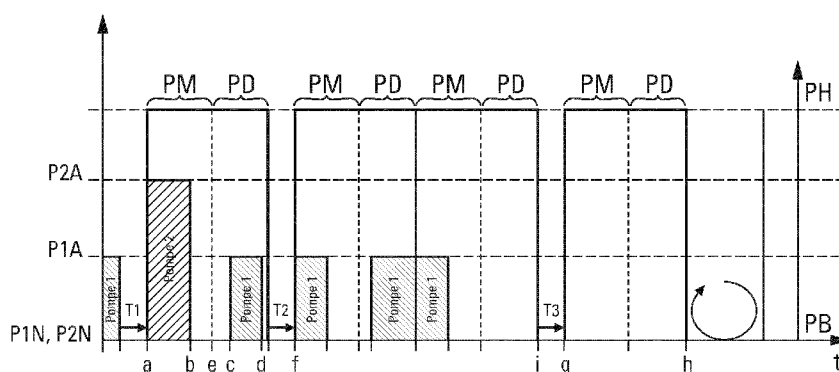 PM PD PM PD PM PD PM PD
PH
P2A
P1A
Pompe 1
Pompe 2
Pompe 1
Pompe 1
Pompe 1
Pompe 1
T1
T2
T3
P1N, P2N
PB
a b e c d f i g h t